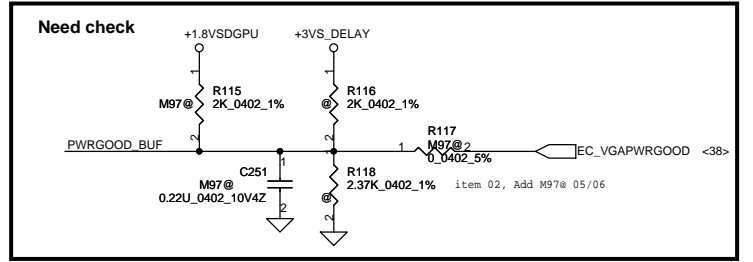 Need check
+1.8VSDGPU
+3VS_DELAY
1
1
R115
M97@
2K_0402_1%
R116
@
2K_0402_1%
2
2
PWRGOOD_BUF
R117
M97@
1
2
0_0402_5%
EC_VGAPWRGOOD <38>
C251
1
M97@
0.22U_0402_10V4Z
2
1
R118
2.37K_0402_1%
@
2
item 02, Add M97@ 05/06